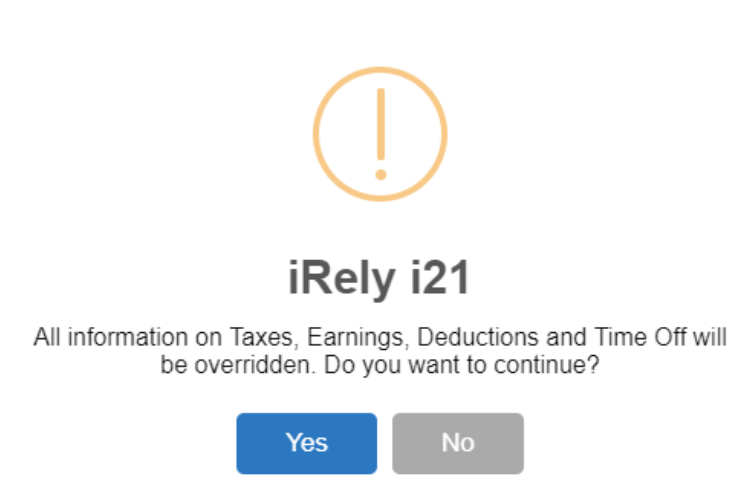 iRely i21
All information on Taxes, Earnings, Deductions and Time Off will
be overridden. Do you want to continue?
Yes
No